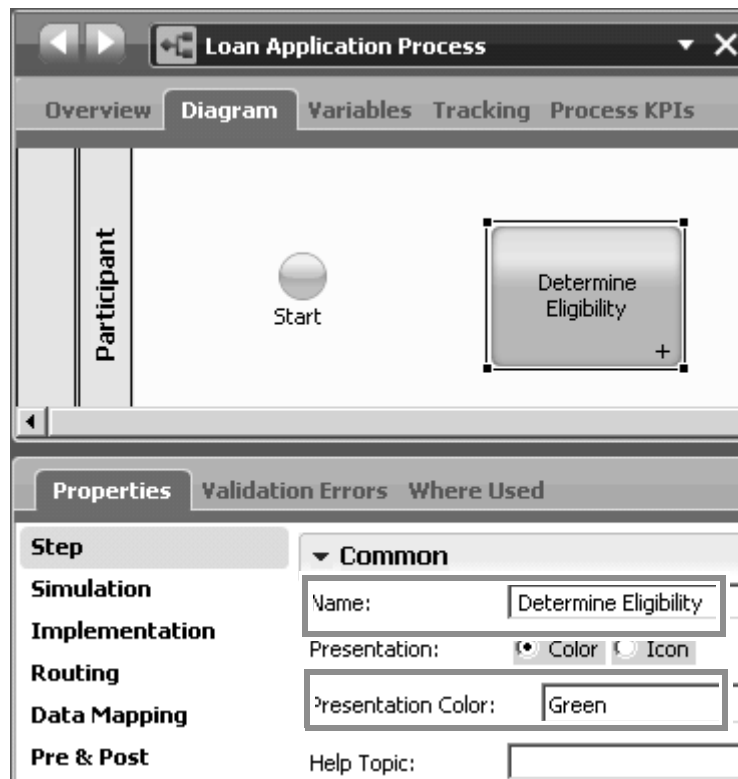 Loan Application Process
Overview Diagram Variables Tracking Process KPIs
Participant
Start
Determine
Eligibility
+
Properties Validation Errors Where Used
Step
Simulation
Implementation
Routing
Data Mapping
Pre & Post
Common
Name: Determine Eligibility
Presentation: Color Icon
Presentation Color: Green
Help Topic: